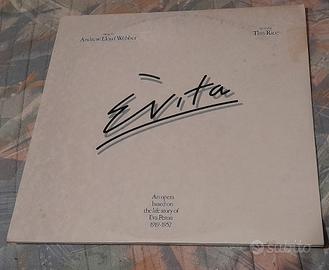 Andrew Lloyd Webber
Tim Rice
Evita
An opera
based on
the life story of
Eva Peron
1919-1952
subito